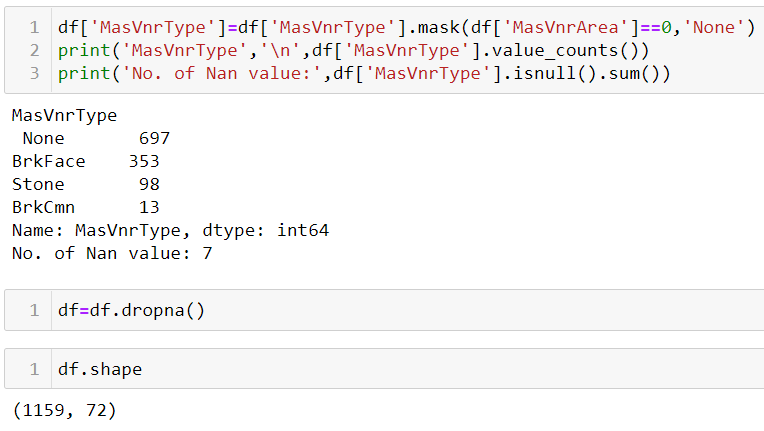 1 df['MasVnrType']=df['MasVnrType'].mask(df['MasVnrArea']==0,'None')
2 print('MasVnrType','\n',df['MasVnrType'].value_counts())
3 print('No. of Nan value:',df['MasVnrType'].isnull().sum())
MasVnrType
 None       697
BrkFace    353
Stone       98
BrkCmn      13
Name: MasVnrType, dtype: int64
No. of Nan value: 7
1 df=df.dropna()
1 df.shape
(1159, 72)